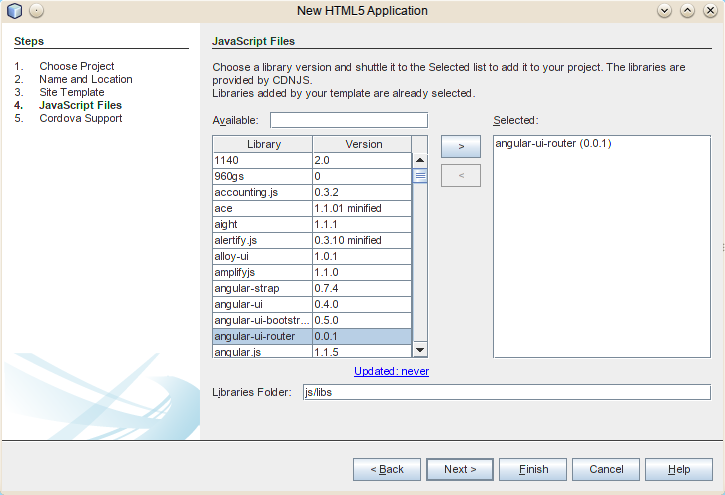 New HTML5 Application
Steps
1. Choose Project
2. Name and Location
3. Site Template
4. JavaScript Files
5. Cordova Support
JavaScript Files
Choose a library version and shuttle it to the Selected list to add it to your project. The libraries are
provided by CDNJS.
Libraries added by your template are already selected.
Available:
Library Version
1140 2.0
960gs 0
accounting.js 0.3.2
ace 1.1.01 minified
aight 1.1.1
alertify.js 0.3.10 minified
alloy-ui 1.0.1
amplifyjs 1.1.0
angular-strap 0.7.4
angular-ui 0.4.0
angular-ui-bootstr... 0.5.0
angular-ui-router 0.0.1
angular.js 1.1.5
>
<
Selected:
angular-ui-router (0.0.1)
Updated: never
Libraries Folder: js/libs
< Back Next > Finish Cancel Help